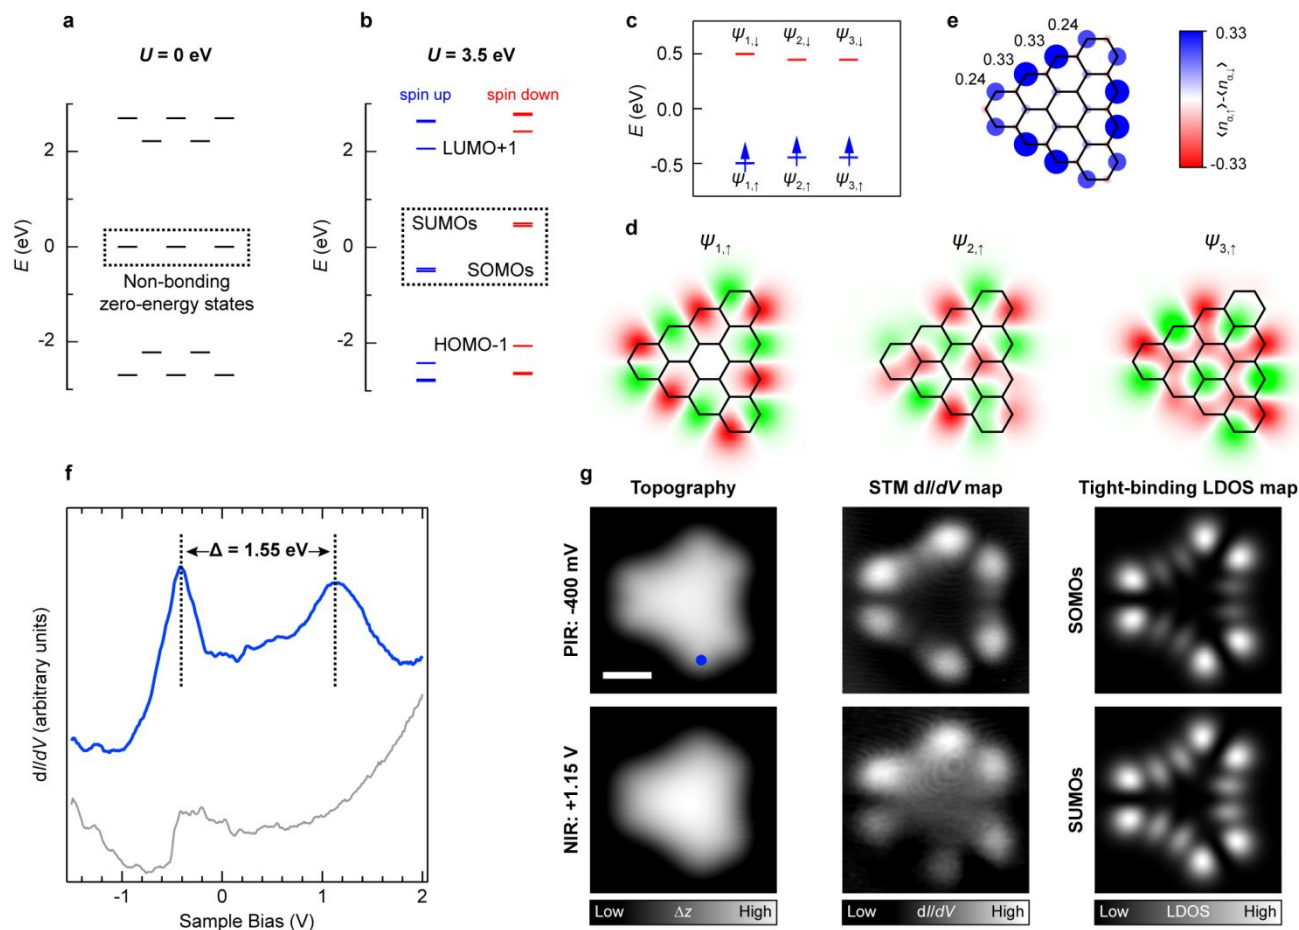 a
U = 0 eV
2
0
-2
E (eV)
Non-bonding
zero-energy states
b
U = 3.5 eV
spin up
spin down
2
0
-2
E (eV)
LUMO+1
SUMOs
SOMOs
HOMO-1
c
ψ1,↓ ψ2,↓ ψ3,↓
0.5
0.0
-0.5
E (eV)
ψ1,↑ ψ2,↑ ψ3,↑
e
0.24
0.33
0.33
0.24
0.33
-0.33
⟨nα,↑⟩-⟨nα,↓⟩
d
ψ1,↑ ψ2,↑ ψ3,↑
f
Δ = 1.55 eV
dI/dV (arbitrary units)
-1 0 1 2
Sample Bias (V)
g
Topography
STM dI/dV map
Tight-binding LDOS map
PIR: -400 mV
SOMOs
NIR: +1.15 V
SUMOs
Low Δz High
Low dI/dV High
Low LDOS High